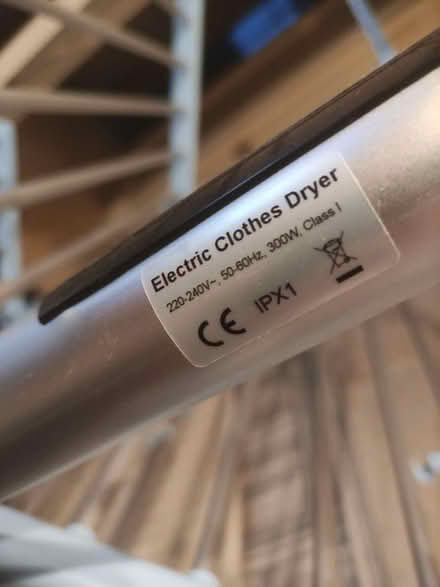 Electric Clothes Dryer
220-240V~, 50-60Hz, 300W, Class I
CE IPX1